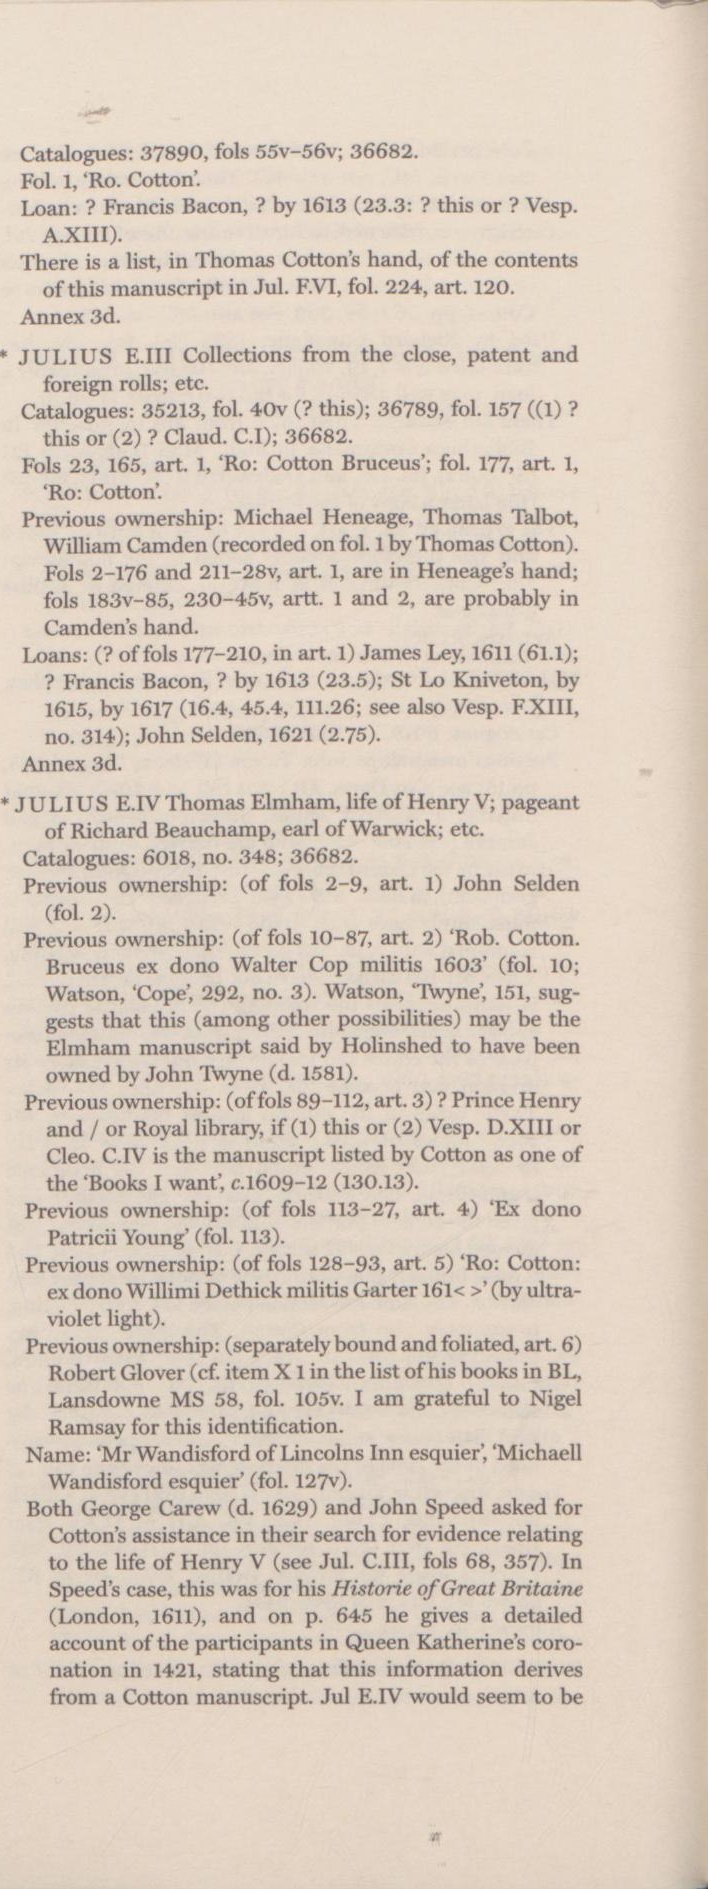 Catalogues: 37890, fols 55v–56v; 36682.
Fol. 1, ‘Ro. Cotton’.
Loan: ? Francis Bacon, ? by 1613 (23.3: ? this or ? Vesp.
A.XIII).
There is a list, in Thomas Cotton’s hand, of the contents
of this manuscript in Jul. F.VI, fol. 224, art. 120.
Annex 3d.
* JULIUS E.III Collections from the close, patent and
foreign rolls; etc.
Catalogues: 35213, fol. 40v (? this); 36789, fol. 157 ((1) ?
this or (2) ? Claud. C.I); 36682.
Fols 23, 165, art. 1, ‘Ro: Cotton Bruceus’; fol. 177, art. 1,
‘Ro: Cotton’.
Previous ownership: Michael Heneage, Thomas Talbot,
William Camden (recorded on fol. 1 by Thomas Cotton).
Fols 2–176 and 211–28v, art. 1, are in Heneage’s hand;
fols 183v–85, 230–45v, artt. 1 and 2, are probably in
Camden’s hand.
Loans: (? of fols 177–210, in art. 1) James Ley, 1611 (61.1);
? Francis Bacon, ? by 1613 (23.5); St Lo Kniveton, by
1615, by 1617 (16.4, 45.4, 111.26; see also Vesp. F.XIII,
no. 314); John Selden, 1621 (2.75).
Annex 3d.
* JULIUS E.IV Thomas Elmham, life of Henry V; pageant
of Richard Beauchamp, earl of Warwick; etc.
Catalogues: 6018, no. 348; 36682.
Previous ownership: (of fols 2–9, art. 1) John Selden
(fol. 2).
Previous ownership: (of fols 10–87, art. 2) ‘Rob. Cotton.
Bruceus ex dono Walter Cop militis 1603’ (fol. 10;
Watson, ‘Cope’, 292, no. 3). Watson, ‘Twyne’, 151, sug-
gests that this (among other possibilities) may be the
Elmham manuscript said by Holinshed to have been
owned by John Twyne (d. 1581).
Previous ownership: (of fols 89–112, art. 3) ? Prince Henry
and / or Royal library, if (1) this or (2) Vesp. D.XIII or
Cleo. C.IV is the manuscript listed by Cotton as one of
the ‘Books I want’, c.1609–12 (130.13).
Previous ownership: (of fols 113–27, art. 4) ‘Ex dono
Patricii Young’ (fol. 113).
Previous ownership: (of fols 128–93, art. 5) ‘Ro: Cotton:
ex dono Willimi Dethick militis Garter 161< >’ (by ultra-
violet light).
Previous ownership: (separately bound and foliated, art. 6)
Robert Glover (cf. item X 1 in the list of his books in BL,
Lansdowne MS 58, fol. 105v. I am grateful to Nigel
Ramsay for this identification.
Name: ‘Mr Wandisford of Lincolns Inn esquier’, ‘Michaell
Wandisford esquier’ (fol. 127v).
Both George Carew (d. 1629) and John Speed asked for
Cotton’s assistance in their search for evidence relating
to the life of Henry V (see Jul. C.III, fols 68, 357). In
Speed’s case, this was for his Historie of Great Britaine
(London, 1611), and on p. 645 he gives a detailed
account of the participants in Queen Katherine’s coro-
nation in 1421, stating that this information derives
from a Cotton manuscript. Jul E.IV would seem to be